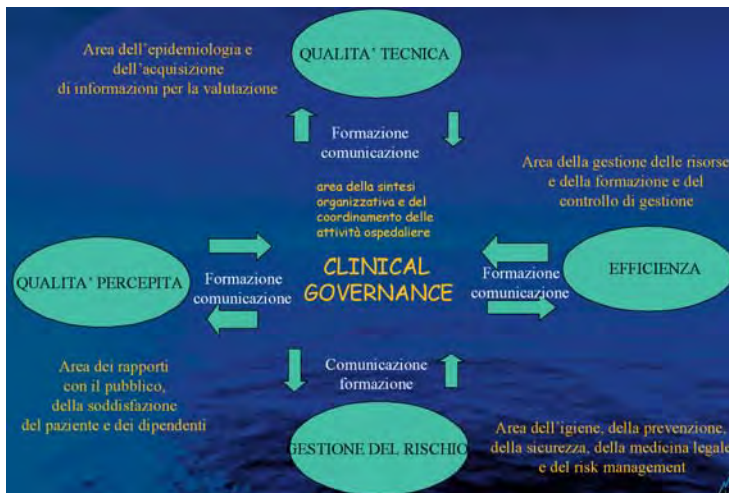 QUALITA' TECNICA
Area dell'epidemiologia e
dell'acquisizione
di informazioni per la valutazione
Formazione
comunicazione
Area della gestione delle risorse
e della formazione e del
controllo di gestione
area della sintesi
organizzativa e del
coordinamento delle
attività ospedaliere
QUALITA' PERCEPITA
Formazione
comunicazione
CLINICAL
GOVERNANCE
Formazione
comunicazione
EFFICIENZA
Area dei rapporti
con il pubblico,
della soddisfazione
del paziente e dei dipendenti
Comunicazione
formazione
GESTIONE DEL RISCHIO
Area dell'igiene, della prevenzione,
della sicurezza, della medicina legale
e del risk management